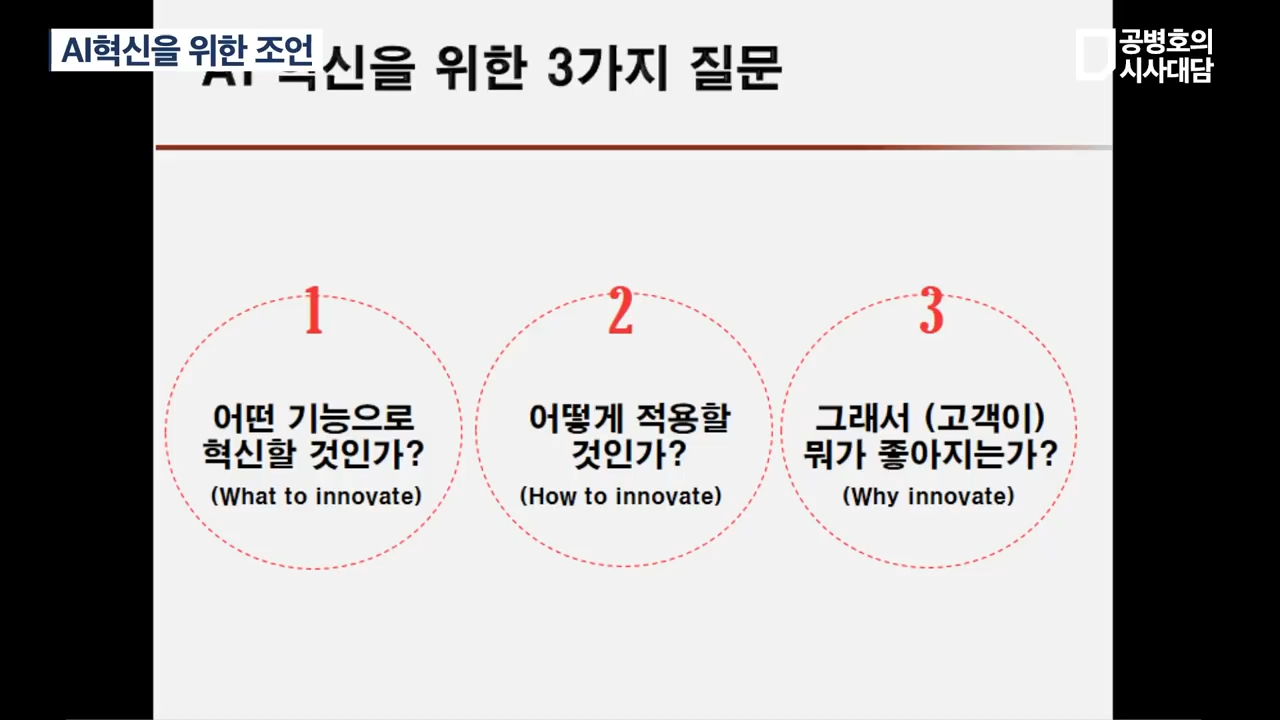 AI혁신을 위한 조언
공병호의
시사대담
AI 혁신을 위한 3가지 질문
1
어떤 기능으로
혁신할 것인가?
(What to innovate)
2
어떻게 적용할
것인가?
(How to innovate)
3
그래서 (고객이)
뭐가 좋아지는가?
(Why innovate)